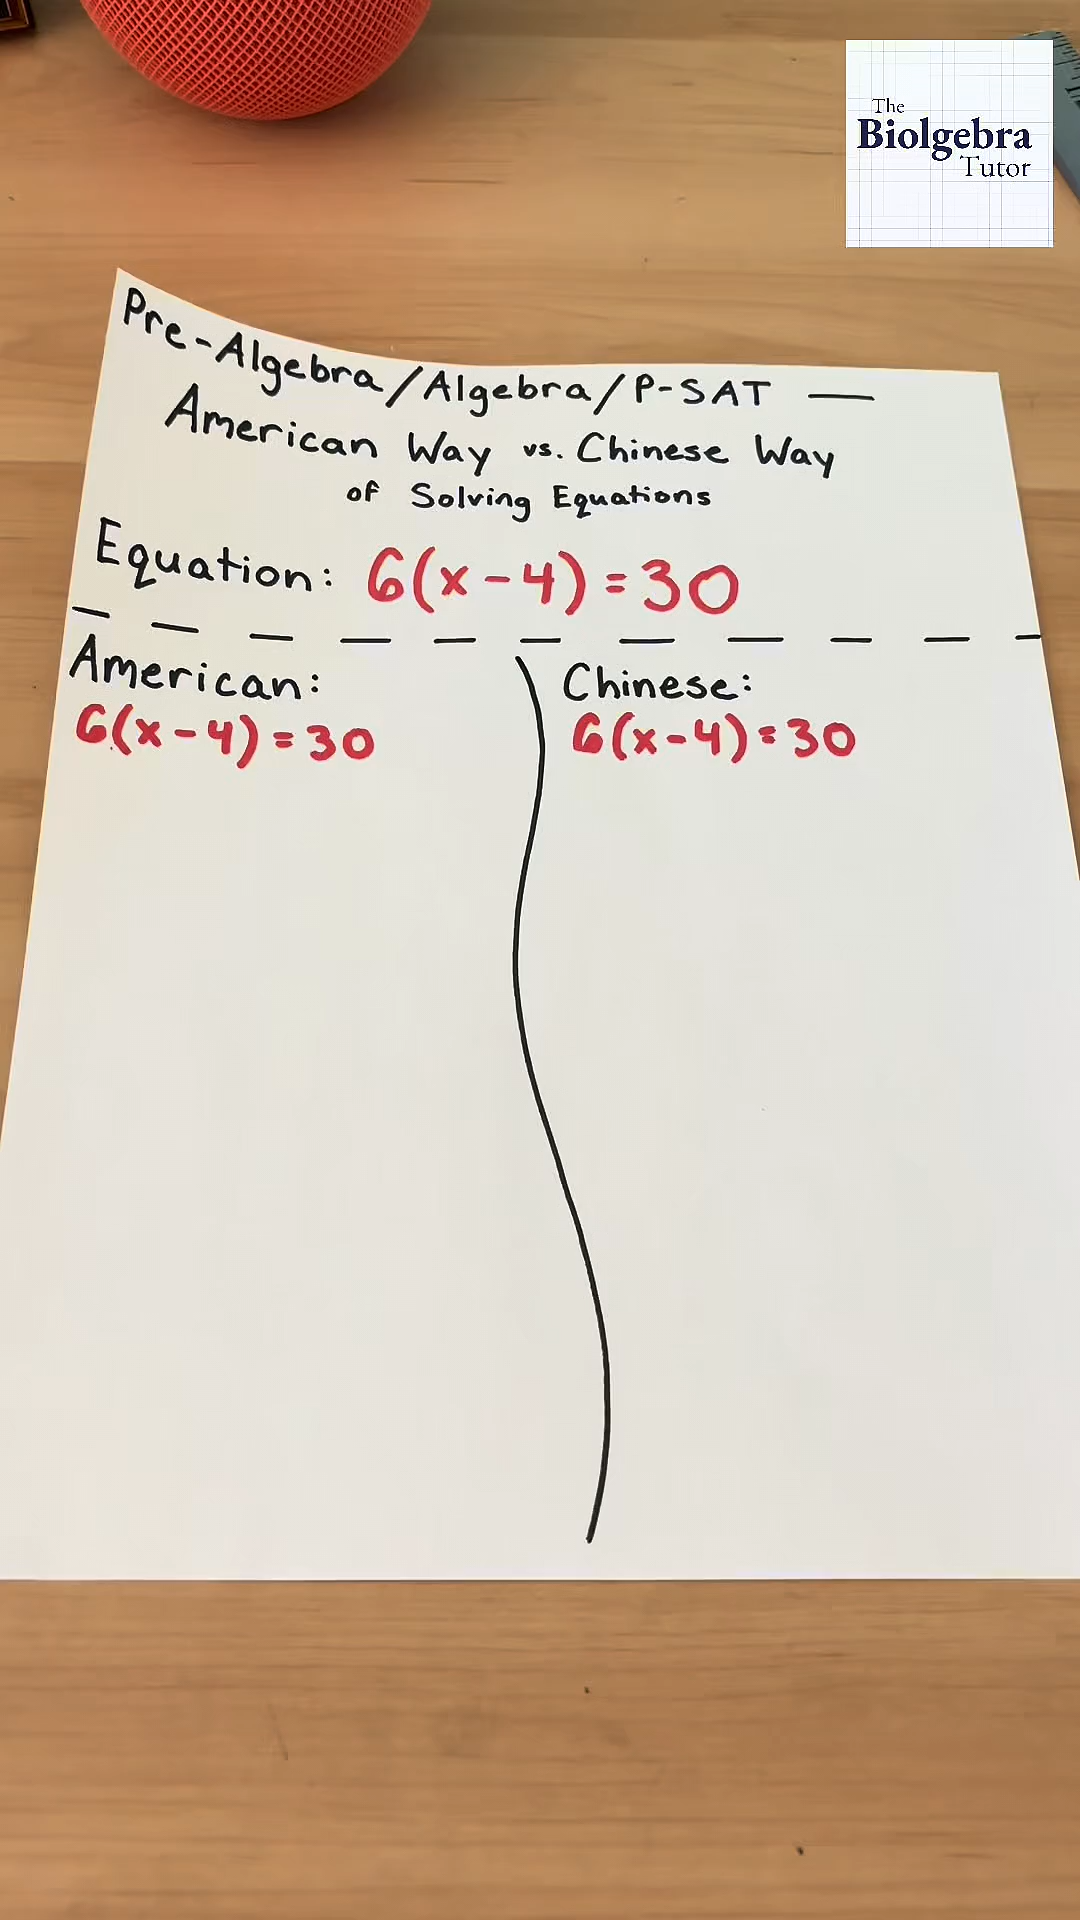 The
Biolgebra
Tutor
Pre-Algebra/Algebra/P-SAT —
American Way vs. Chinese Way
of Solving Equations
Equation: 6(x-4)=30
American:
6(x-4)=30
Chinese:
6(x-4)=30